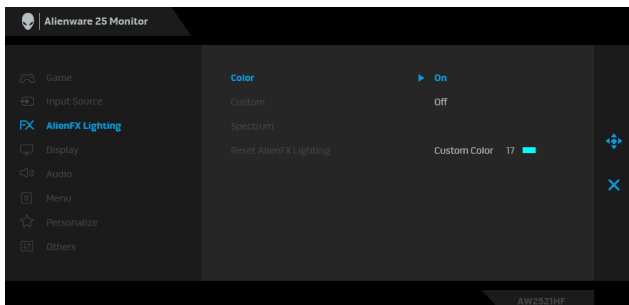 Alienware 25 Monitor
Game
Input Source
FX AlienFX Lighting
Display
Audio
Menu
Personalize
Others
Color On
Custom Off
Spectrum
Reset AlienFX Lighting Custom Color 17
AW2521HF